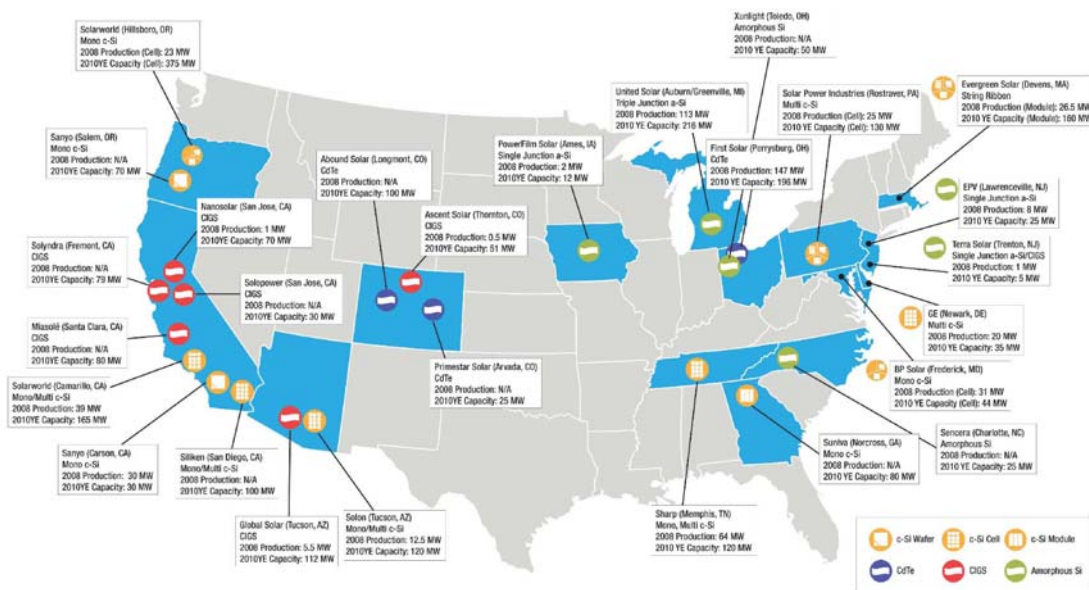 Solarworld (Hillsboro, OR)
Mono c-Si
2008 Production (Cell): 23 MW
2010YE Capacity (Cell): 375 MW
Sanyo (Salem, OR)
Mono c-Si
2008 Production: N/A
2010YE Capacity: 70 MW
Nanosolar (San Jose, CA)
CIGS
2008 Production: 1 MW
2010YE Capacity: 70 MW
Solyndra (Fremont, CA)
CIGS
2008 Production: N/A
2010YE Capacity: 79 MW
Solopower (San Jose, CA)
CIGS
2008 Production: N/A
2010YE Capacity: 30 MW
Miasolé (Santa Clara, CA)
CIGS
2008 Production: N/A
2010YE Capacity: 80 MW
Solarworld (Camarillo, CA)
Mono/Multi c-Si
2008 Production: 39 MW
2010YE Capacity: 165 MW
Sanyo (Carson, CA)
Mono c-Si
2008 Production: 30 MW
2010YE Capacity: 30 MW
Siliken (San Diego, CA)
Mono/Multi c-Si
2008 Production: N/A
2010YE Capacity: 100 MW
Global Solar (Tucson, AZ)
CIGS
2008 Production: 5.5 MW
2010YE Capacity: 112 MW
Solon (Tucson, AZ)
Mono/Multi c-Si
2008 Production: 12.5 MW
2010YE Capacity: 120 MW
Abound Solar (Longmont, CO)
CdTe
2008 Production: N/A
2010YE Capacity: 100 MW
Ascent Solar (Thornton, CO)
CIGS
2008 Production: 0.5 MW
2010YE Capacity: 51 MW
Primestar Solar (Arvada, CO)
CdTe
2008 Production: N/A
2010YE Capacity: 25 MW
PowerFilm Solar (Ames, IA)
Single Junction a-Si
2008 Production: 2 MW
2010YE Capacity: 12 MW
United Solar (Auburn/Greenville, MI)
Triple Junction a-Si
2008 Production: 113 MW
2010 YE Capacity: 216 MW
Xunlight (Toledo, OH)
Amorphous Si
2008 Production: N/A
2010 YE Capacity: 50 MW
First Solar (Perrysburg, OH)
CdTe
2008 Production: 147 MW
2010 YE Capacity: 196 MW
Solar Power Industries (Rostraver, PA)
Multi c-Si
2008 Production (Cell): 25 MW
2010 YE Capacity (Cell): 130 MW
Evergreen Solar (Devens, MA)
String Ribbon
2008 Production (Module): 26.5 MW
2010 YE Capacity (Module): 160 MW
EPV (Lawrenceville, NJ)
Single Junction a-Si
2008 Production: 8 MW
2010 YE Capacity: 25 MW
Terra Solar (Trenton, NJ)
Single Junction a-Si/CIGS
2008 Production: 1 MW
2010 YE Capacity: 5 MW
GE (Newark, DE)
Multi c-Si
2008 Production: 20 MW
2010 YE Capacity: 35 MW
BP Solar (Frederick, MD)
Mono c-Si
2008 Production (Cell): 31 MW
2010 YE Capacity (Cell): 44 MW
Sencera (Charlotte, NC)
Amorphous Si
2008 Production: N/A
2010 YE Capacity: 25 MW
Suniva (Norcross, GA)
Mono c-Si
2008 Production: N/A
2010 YE Capacity: 80 MW
Sharp (Memphis, TN)
Mono, Multi c-Si
2008 Production: 64 MW
2010 YE Capacity: 120 MW
c-Si Wafer
c-Si Cell
c-Si Module
CdTe
CIGS
Amorphous Si